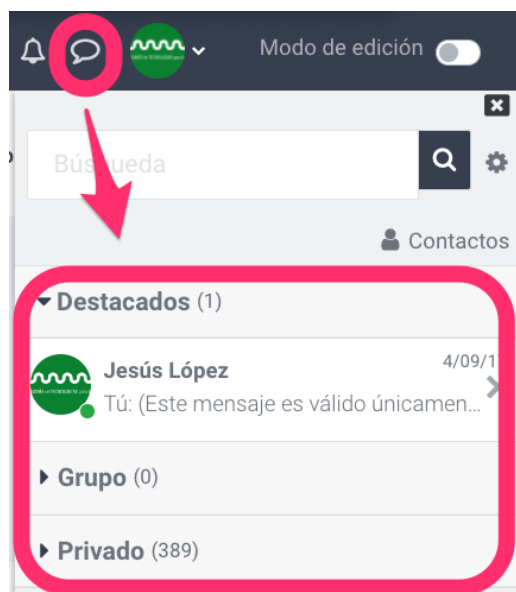 Modo de edición
Búsqueda
Contactos
Destacados (1)
Jesús López
4/09/1
Tú: (Este mensaje es válido únicamen...
Grupo (0)
Privado (389)